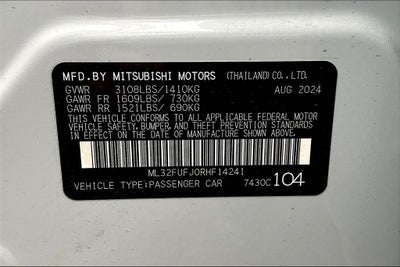 MFD.BY MITSUBISHI MOTORS (THAILAND) CO.,LTD.
GVWR 3108LBS/1410KG AUG 2024
GAWR FR 1609LBS/ 730KG
GAWR RR 1521LBS/ 690KG
THIS VEHICLE CONFORMS TO ALL APPLICABLE FEDERAL MOTOR
VEHICLE SAFETY, BUMPER, AND THEFT PREVENTION STANDARDS
IN EFFECT ON THE DATE OF MANUFACTURE SHOWN ABOVE.
ML32FUFJ0RHF14241
VEHICLE TYPE:PASSENGER CAR 7430C 104